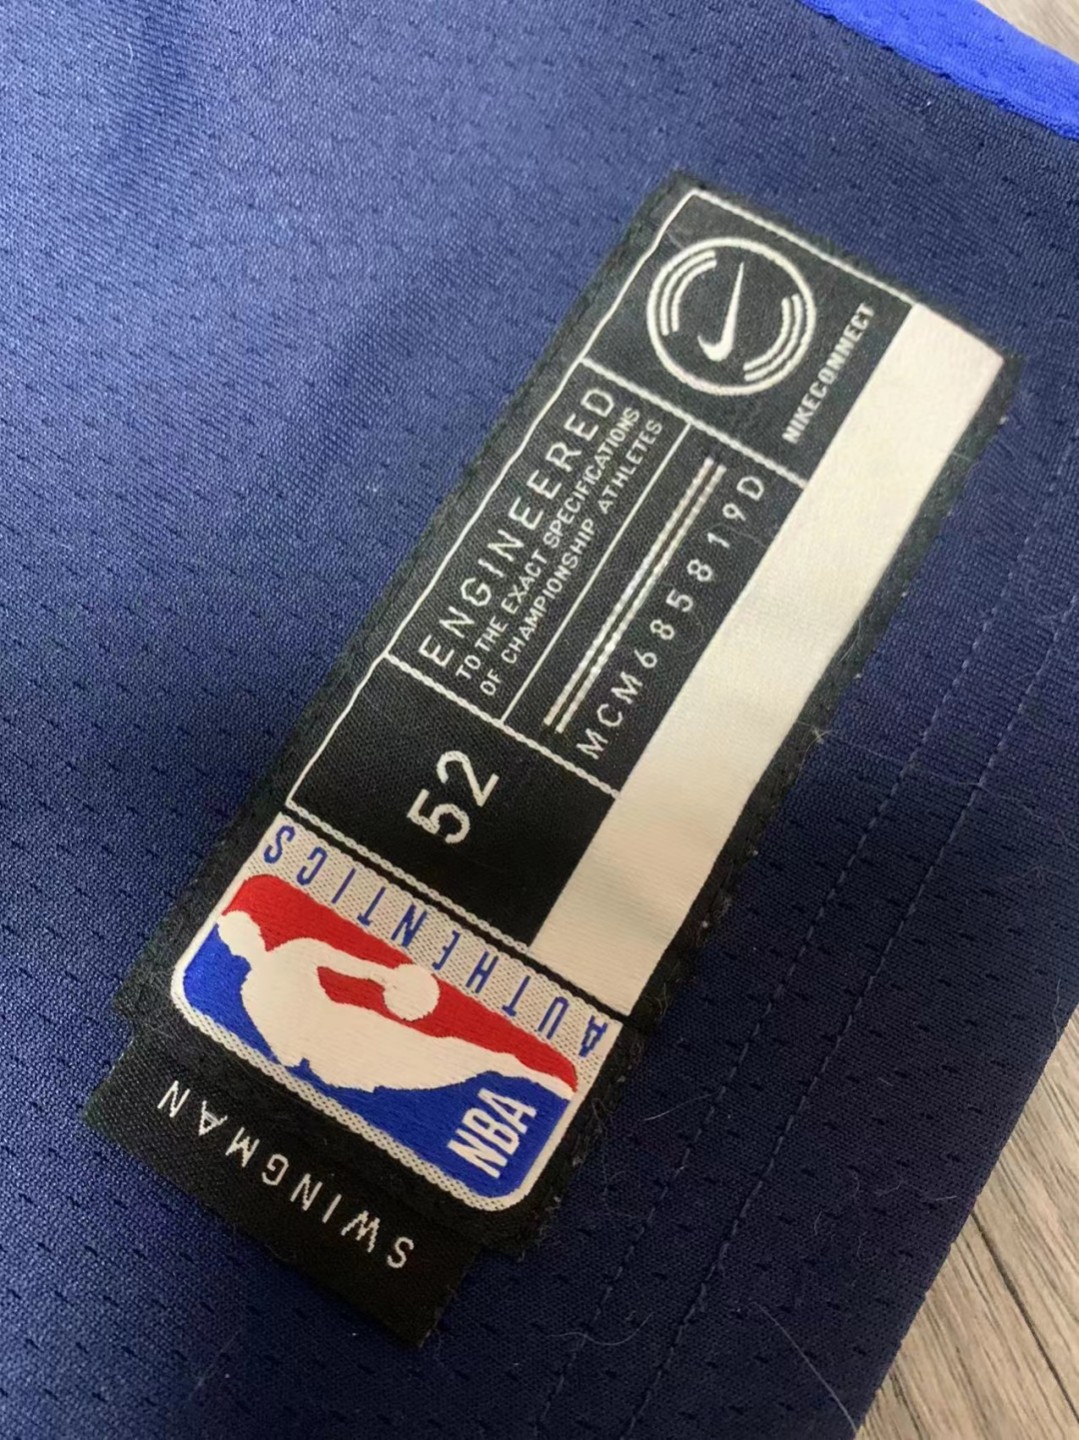 NIKECONNECT
ENGINEERED
TO THE EXACT SPECIFICATIONS
OF CHAMPIONSHIP ATHLETES
MCM685819D
52
AUTHENTICS
NBA
SWINGMAN